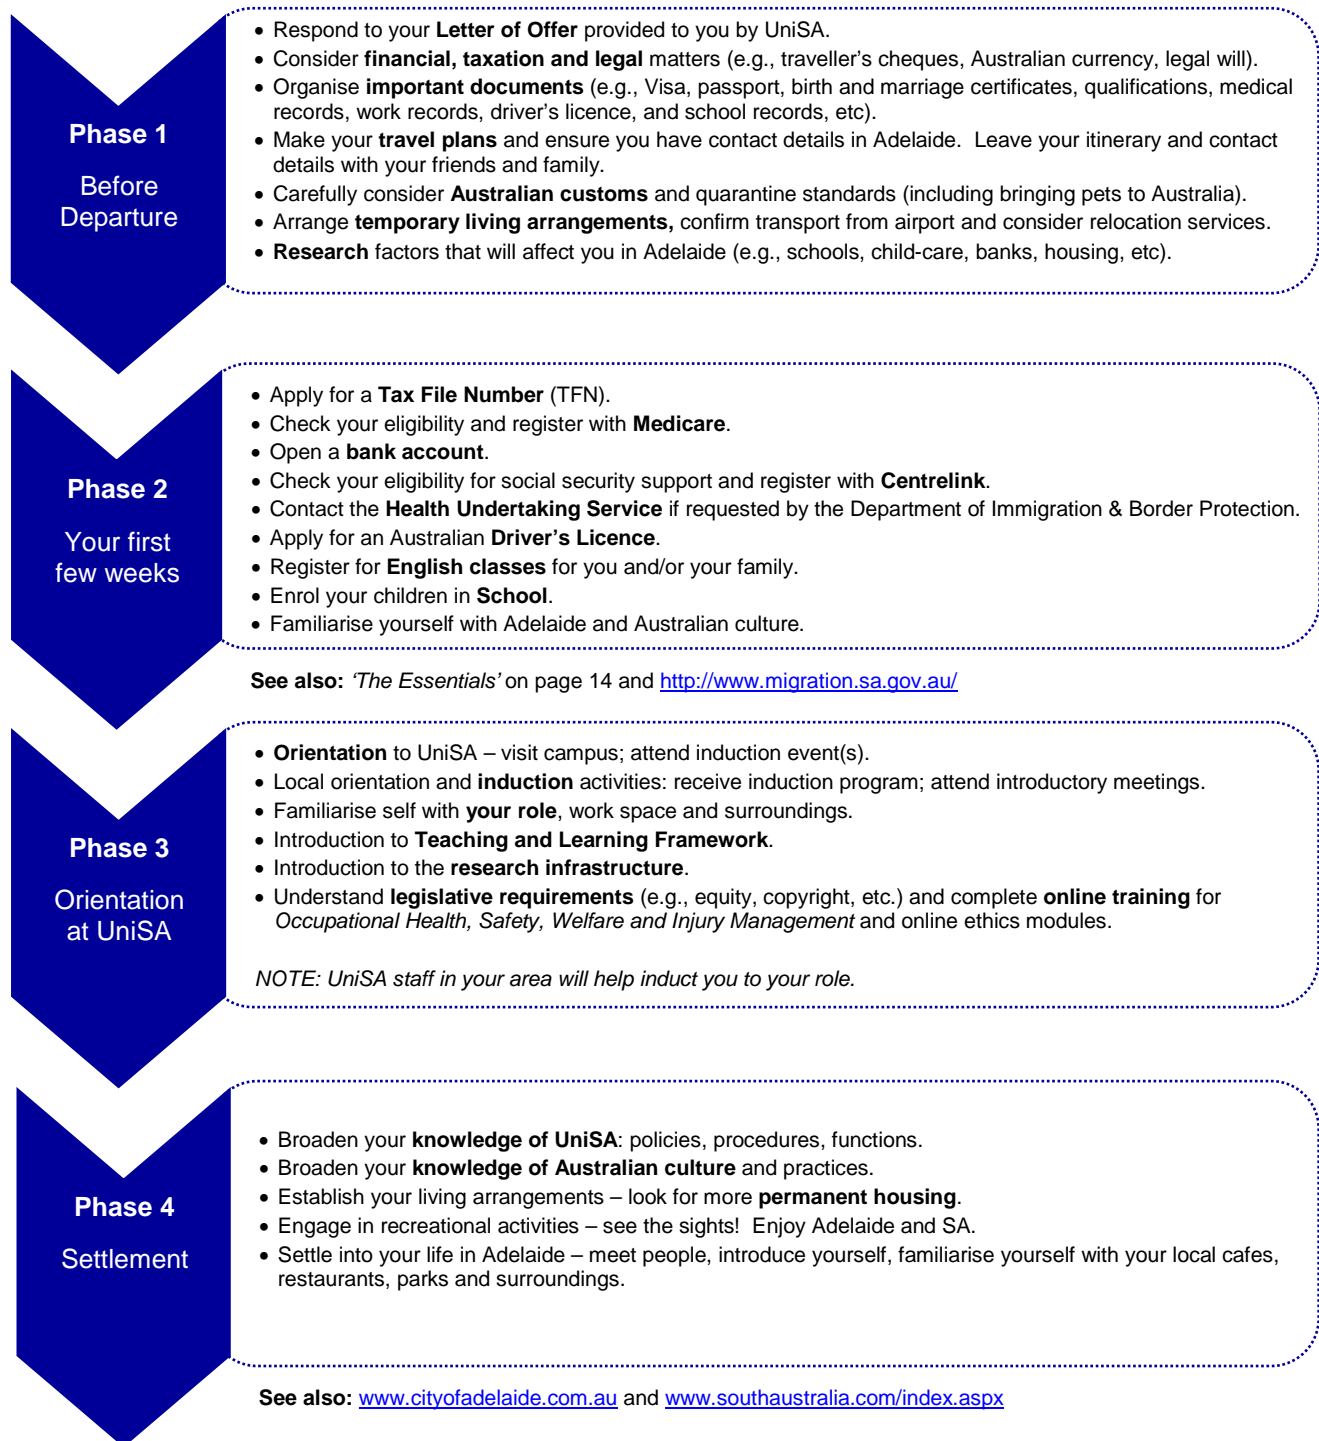 Phase 1
Before
Departure
• Respond to your Letter of Offer provided to you by UniSA.
• Consider financial, taxation and legal matters (e.g., traveller's cheques, Australian currency, legal will).
• Organise important documents (e.g., Visa, passport, birth and marriage certificates, qualifications, medical
records, work records, driver's licence, and school records, etc).
• Make your travel plans and ensure you have contact details in Adelaide.  Leave your itinerary and contact
details with your friends and family.
• Carefully consider Australian customs and quarantine standards (including bringing pets to Australia).
• Arrange temporary living arrangements, confirm transport from airport and consider relocation services.
• Research factors that will affect you in Adelaide (e.g., schools, child-care, banks, housing, etc).
Phase 2
Your first
few weeks
• Apply for a Tax File Number (TFN).
• Check your eligibility and register with Medicare.
• Open a bank account.
• Check your eligibility for social security support and register with Centrelink.
• Contact the Health Undertaking Service if requested by the Department of Immigration & Border Protection.
• Apply for an Australian Driver's Licence.
• Register for English classes for you and/or your family.
• Enrol your children in School.
• Familiarise yourself with Adelaide and Australian culture.
See also: 'The Essentials' on page 14 and http://www.migration.sa.gov.au/
Phase 3
Orientation
at UniSA
• Orientation to UniSA – visit campus; attend induction event(s).
• Local orientation and induction activities: receive induction program; attend introductory meetings.
• Familiarise self with your role, work space and surroundings.
• Introduction to Teaching and Learning Framework.
• Introduction to the research infrastructure.
• Understand legislative requirements (e.g., equity, copyright, etc.) and complete online training for
Occupational Health, Safety, Welfare and Injury Management and online ethics modules.
NOTE: UniSA staff in your area will help induct you to your role.
Phase 4
Settlement
• Broaden your knowledge of UniSA: policies, procedures, functions.
• Broaden your knowledge of Australian culture and practices.
• Establish your living arrangements – look for more permanent housing.
• Engage in recreational activities – see the sights!  Enjoy Adelaide and SA.
• Settle into your life in Adelaide – meet people, introduce yourself, familiarise yourself with your local cafes,
restaurants, parks and surroundings.
See also: www.cityofadelaide.com.au and www.southaustralia.com/index.aspx